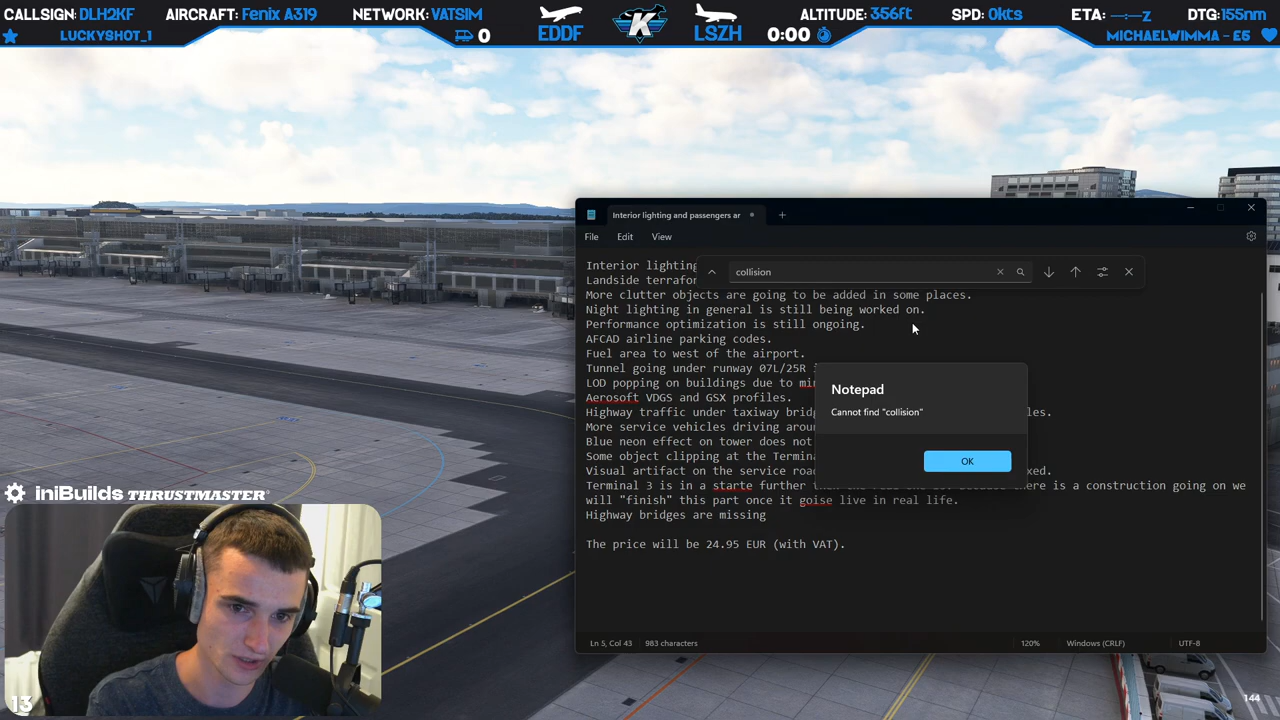 CALLSIGN: DLH2KF AIRCRAFT: Fenix A319 NETWORK: VATSIM ALTITUDE: 356ft SPD: 0kts ETA: --:--z DTG:155nm
LUCKYSHOT_1 0 EDDF K LSZH 0:00 MICHAELWIMMA - £5
Interior lighting and passengers ar
File Edit View
Interior lighting
collision
Landside terrafor
More clutter objects are going to be added in some places.
Night lighting in general is still being worked on.
Performance optimization is still ongoing.
AFCAD airline parking codes.
Fuel area to west of the airport.
Tunnel going under runway 07L/25R
LOD popping on buildings due to
Aerosoft VDGS and GSX profiles.
Highway traffic under taxiway
More service vehicles driving
Blue neon effect on tower does not
Some object clipping at the
Visual artifact on the service
Terminal 3 is in a starte further there is a construction going on we
will "finish" this part once it goise live in real life.
Highway bridges are missing
The price will be 24.95 EUR (with VAT).
Notepad
Cannot find "collision"
OK
Ln 5, Col 43 983 characters 120% Windows (CRLF) UTF-8
iniBuilds THRUSTMASTER
13
144